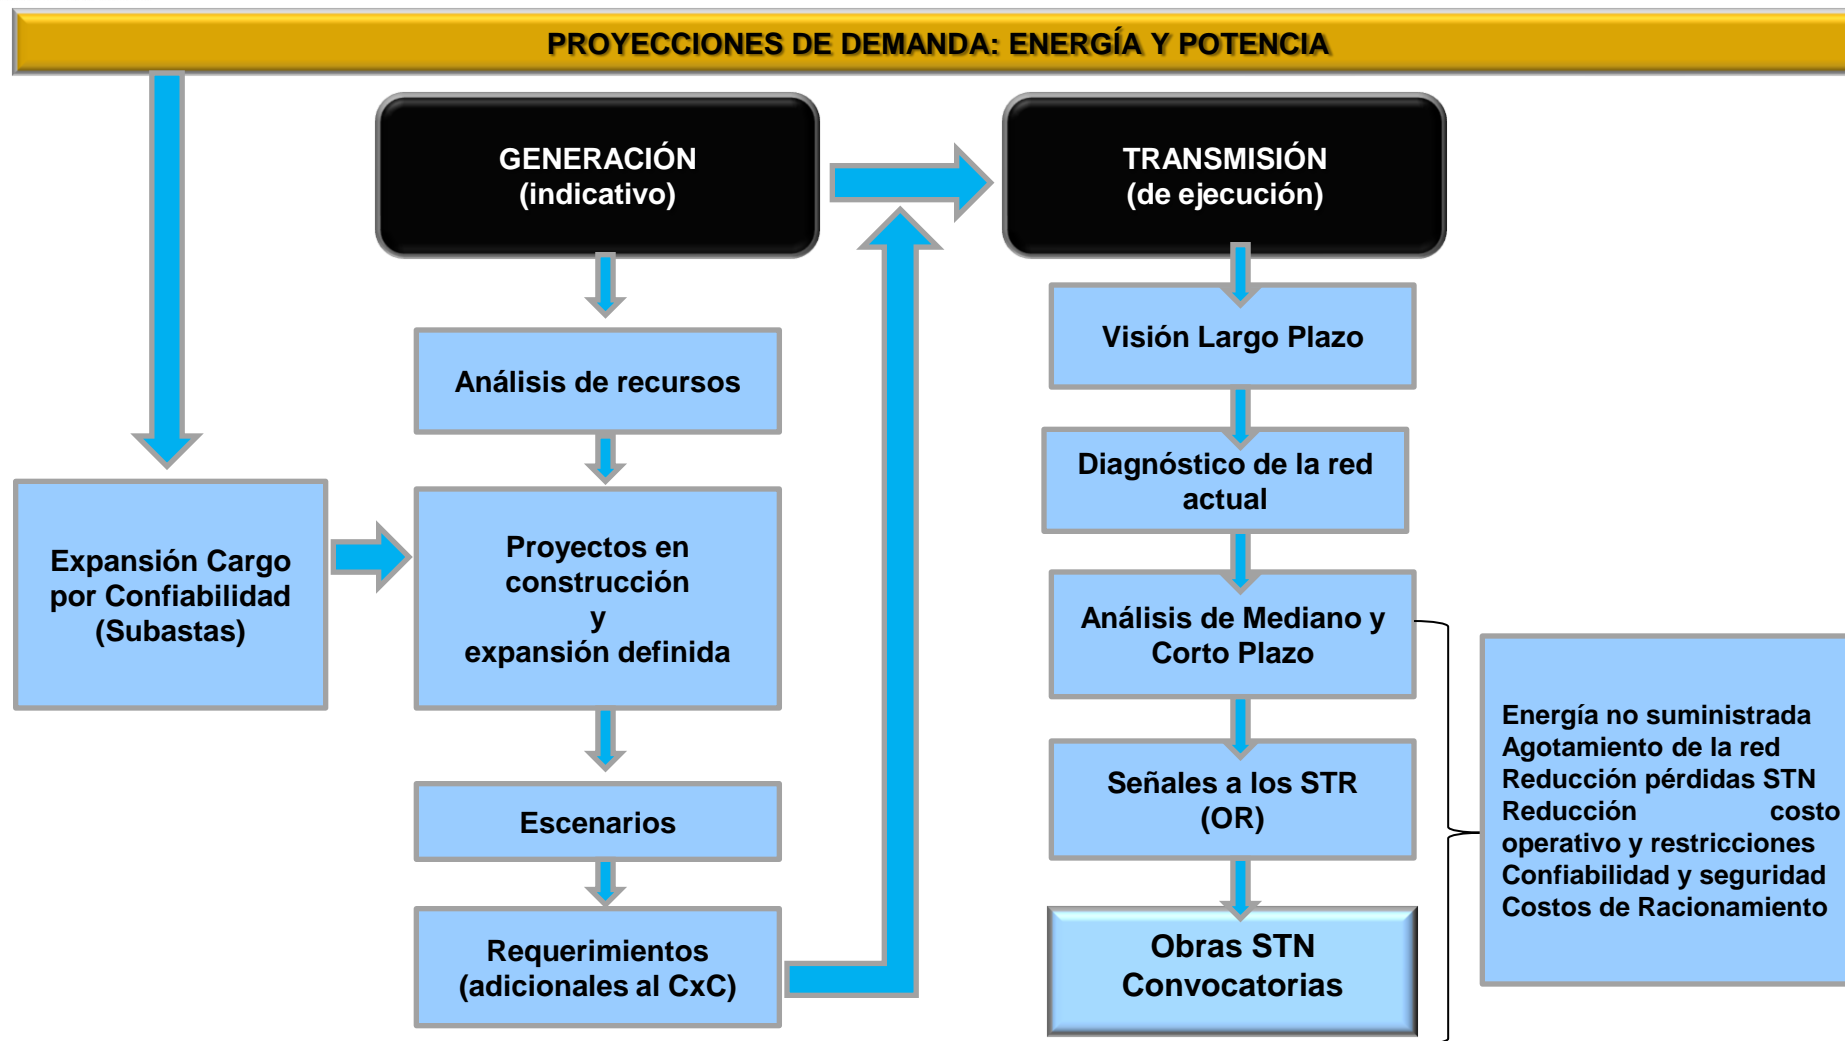 PROYECCIONES DE DEMANDA: ENERGÍA Y POTENCIA
GENERACIÓN
(indicativo)
TRANSMISIÓN
(de ejecución)
Análisis de recursos
Visión Largo Plazo
Diagnóstico de la red
actual
Expansión Cargo
por Confiabilidad
(Subastas)
Proyectos en
construcción
y
expansión definida
Análisis de Mediano y
Corto Plazo
Escenarios
Señales a los STR
(OR)
Requerimientos
(adicionales al CxC)
Obras STN
Convocatorias
Energía no suministrada
Agotamiento de la red
Reducción pérdidas STN
Reducción costo
operativo y restricciones
Confiabilidad y seguridad
Costos de Racionamiento